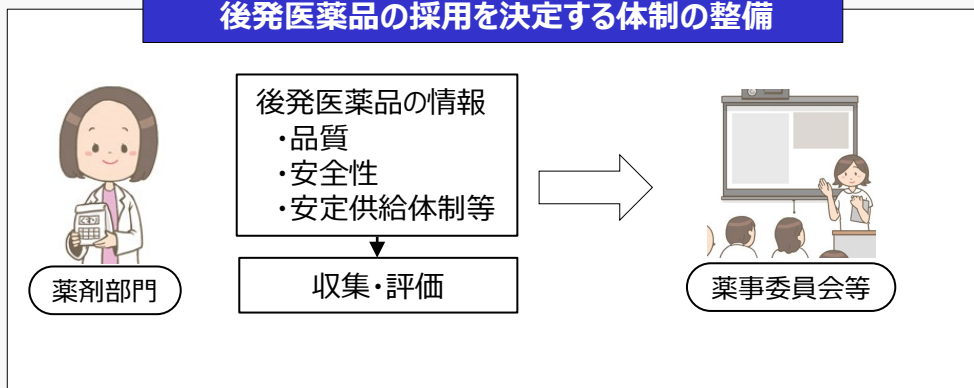 後発医薬品の採用を決定する体制の整備
後発医薬品の情報
・品質
・安全性
・安定供給体制等
収集・評価
薬剤部門
薬事委員会等